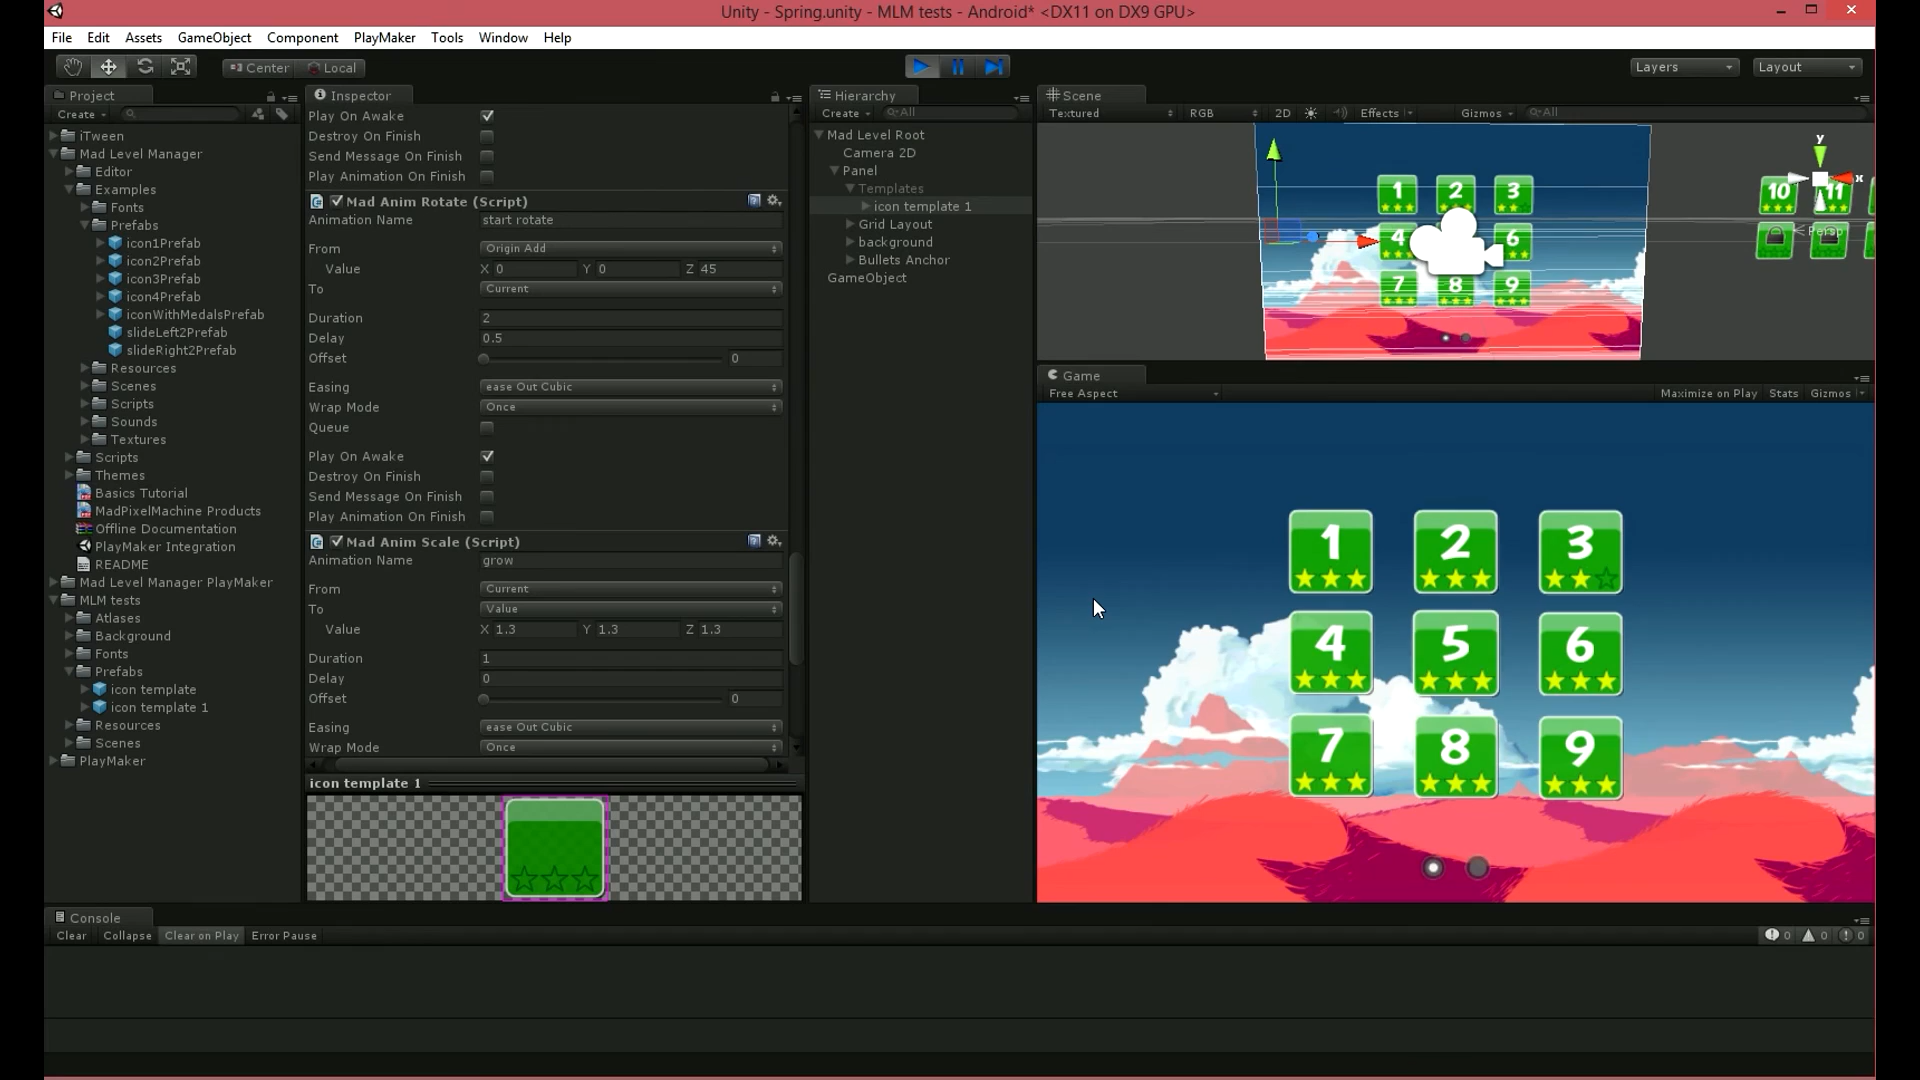 Unity - Spring.unity - MLM tests - Android* <DX11 on DX9 GPU>
File Edit Assets GameObject Component PlayMaker Tools Window Help
Center Local
Layers Layout
Project
Create
iTween
Mad Level Manager
Editor
Examples
Fonts
Prefabs
icon1Prefab
icon2Prefab
icon3Prefab
icon4Prefab
iconWithMedalsPrefab
slideLeft2Prefab
slideRight2Prefab
Resources
Scenes
Scripts
Sounds
Textures
Scripts
Themes
Basics Tutorial
MadPixelMachine Products
Offline Documentation
PlayMaker Integration
README
Mad Level Manager PlayMaker
MLM tests
Atlases
Background
Fonts
Prefabs
icon template
icon template 1
Resources
Scenes
PlayMaker
Inspector
Play On Awake
Destroy On Finish
Send Message On Finish
Play Animation On Finish
Mad Anim Rotate (Script)
Animation Name start rotate
From Origin Add
Value X 0 Y 0 Z 45
To Current
Duration 2
Delay 0.5
Offset 0
Easing ease Out Cubic
Wrap Mode Once
Queue
Play On Awake
Destroy On Finish
Send Message On Finish
Play Animation On Finish
Mad Anim Scale (Script)
Animation Name grow
From Current
To Value
Value X 1.3 Y 1.3 Z 1.3
Duration 1
Delay 0
Offset 0
Easing ease Out Cubic
Wrap Mode Once
icon template 1
Hierarchy
Create All
Mad Level Root
Camera 2D
Panel
Templates
icon template 1
Grid Layout
background
Bullets Anchor
GameObject
Scene
Textured RGB 2D Effects Gizmos All
1 2 3
4 6
7 8 9
10 11
y
x
Persp
Game
Free Aspect Maximize on Play Stats Gizmos
1 2 3
4 5 6
7 8 9
Console
Clear Collapse Clear on Play Error Pause 0 0 0